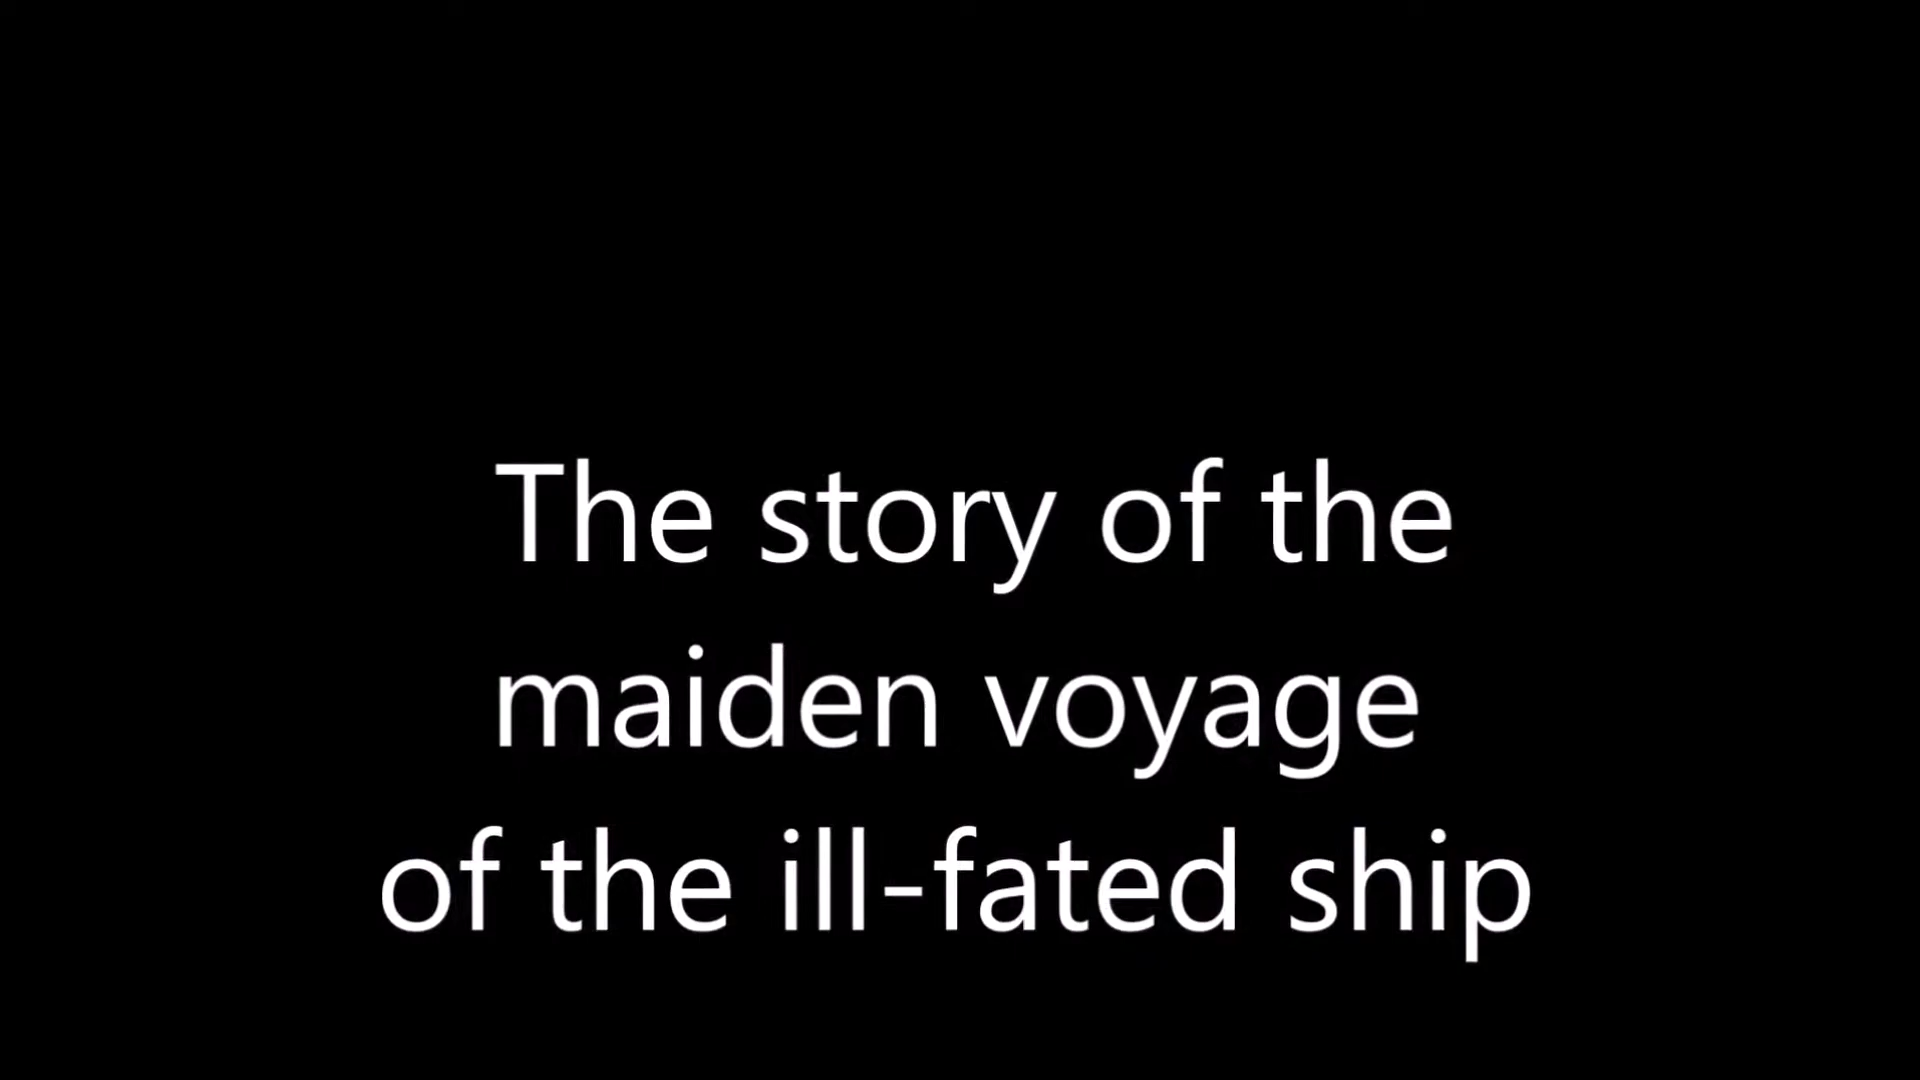 The story of the
maiden voyage
of the ill-fated ship